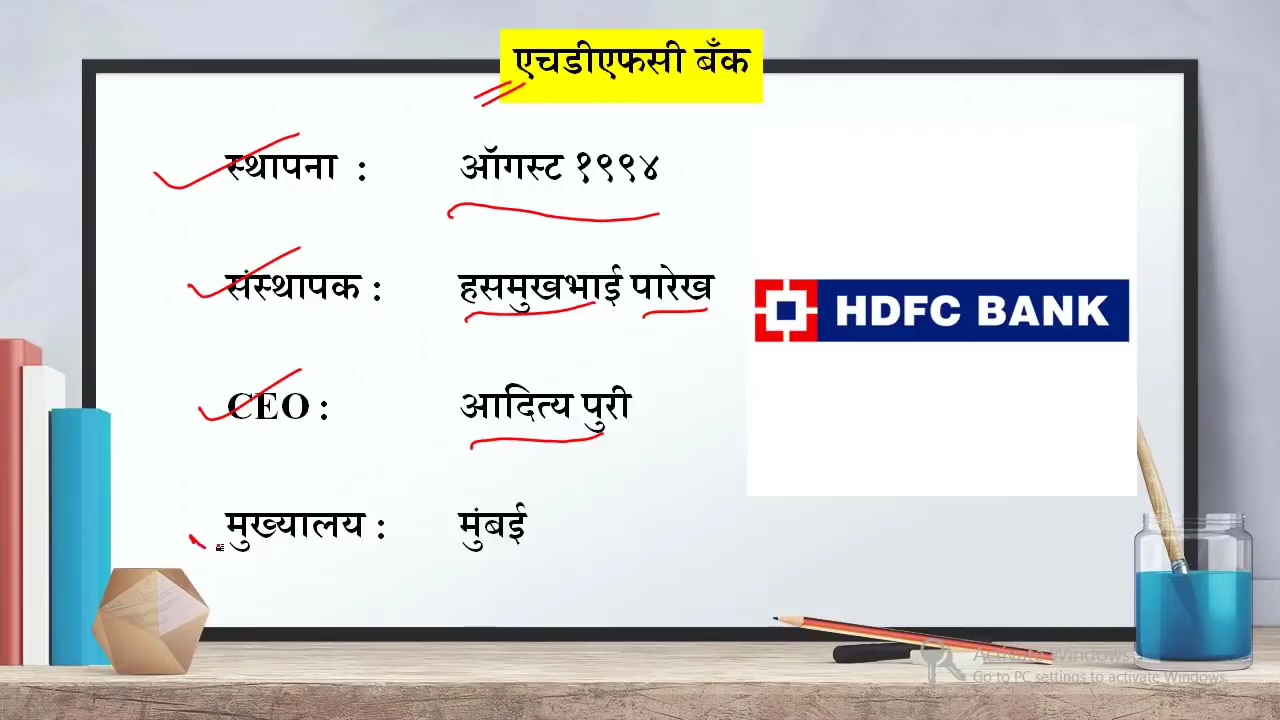 एचडीएफसी बँक
स्थापना : ऑगस्ट १९९४
संस्थापक : हसमुखभाई पारेख
HDFC BANK
CEO : आदित्य पुरी
मुख्यालय : मुंबई
Activate Windows
Go to PC settings to activate Windows.